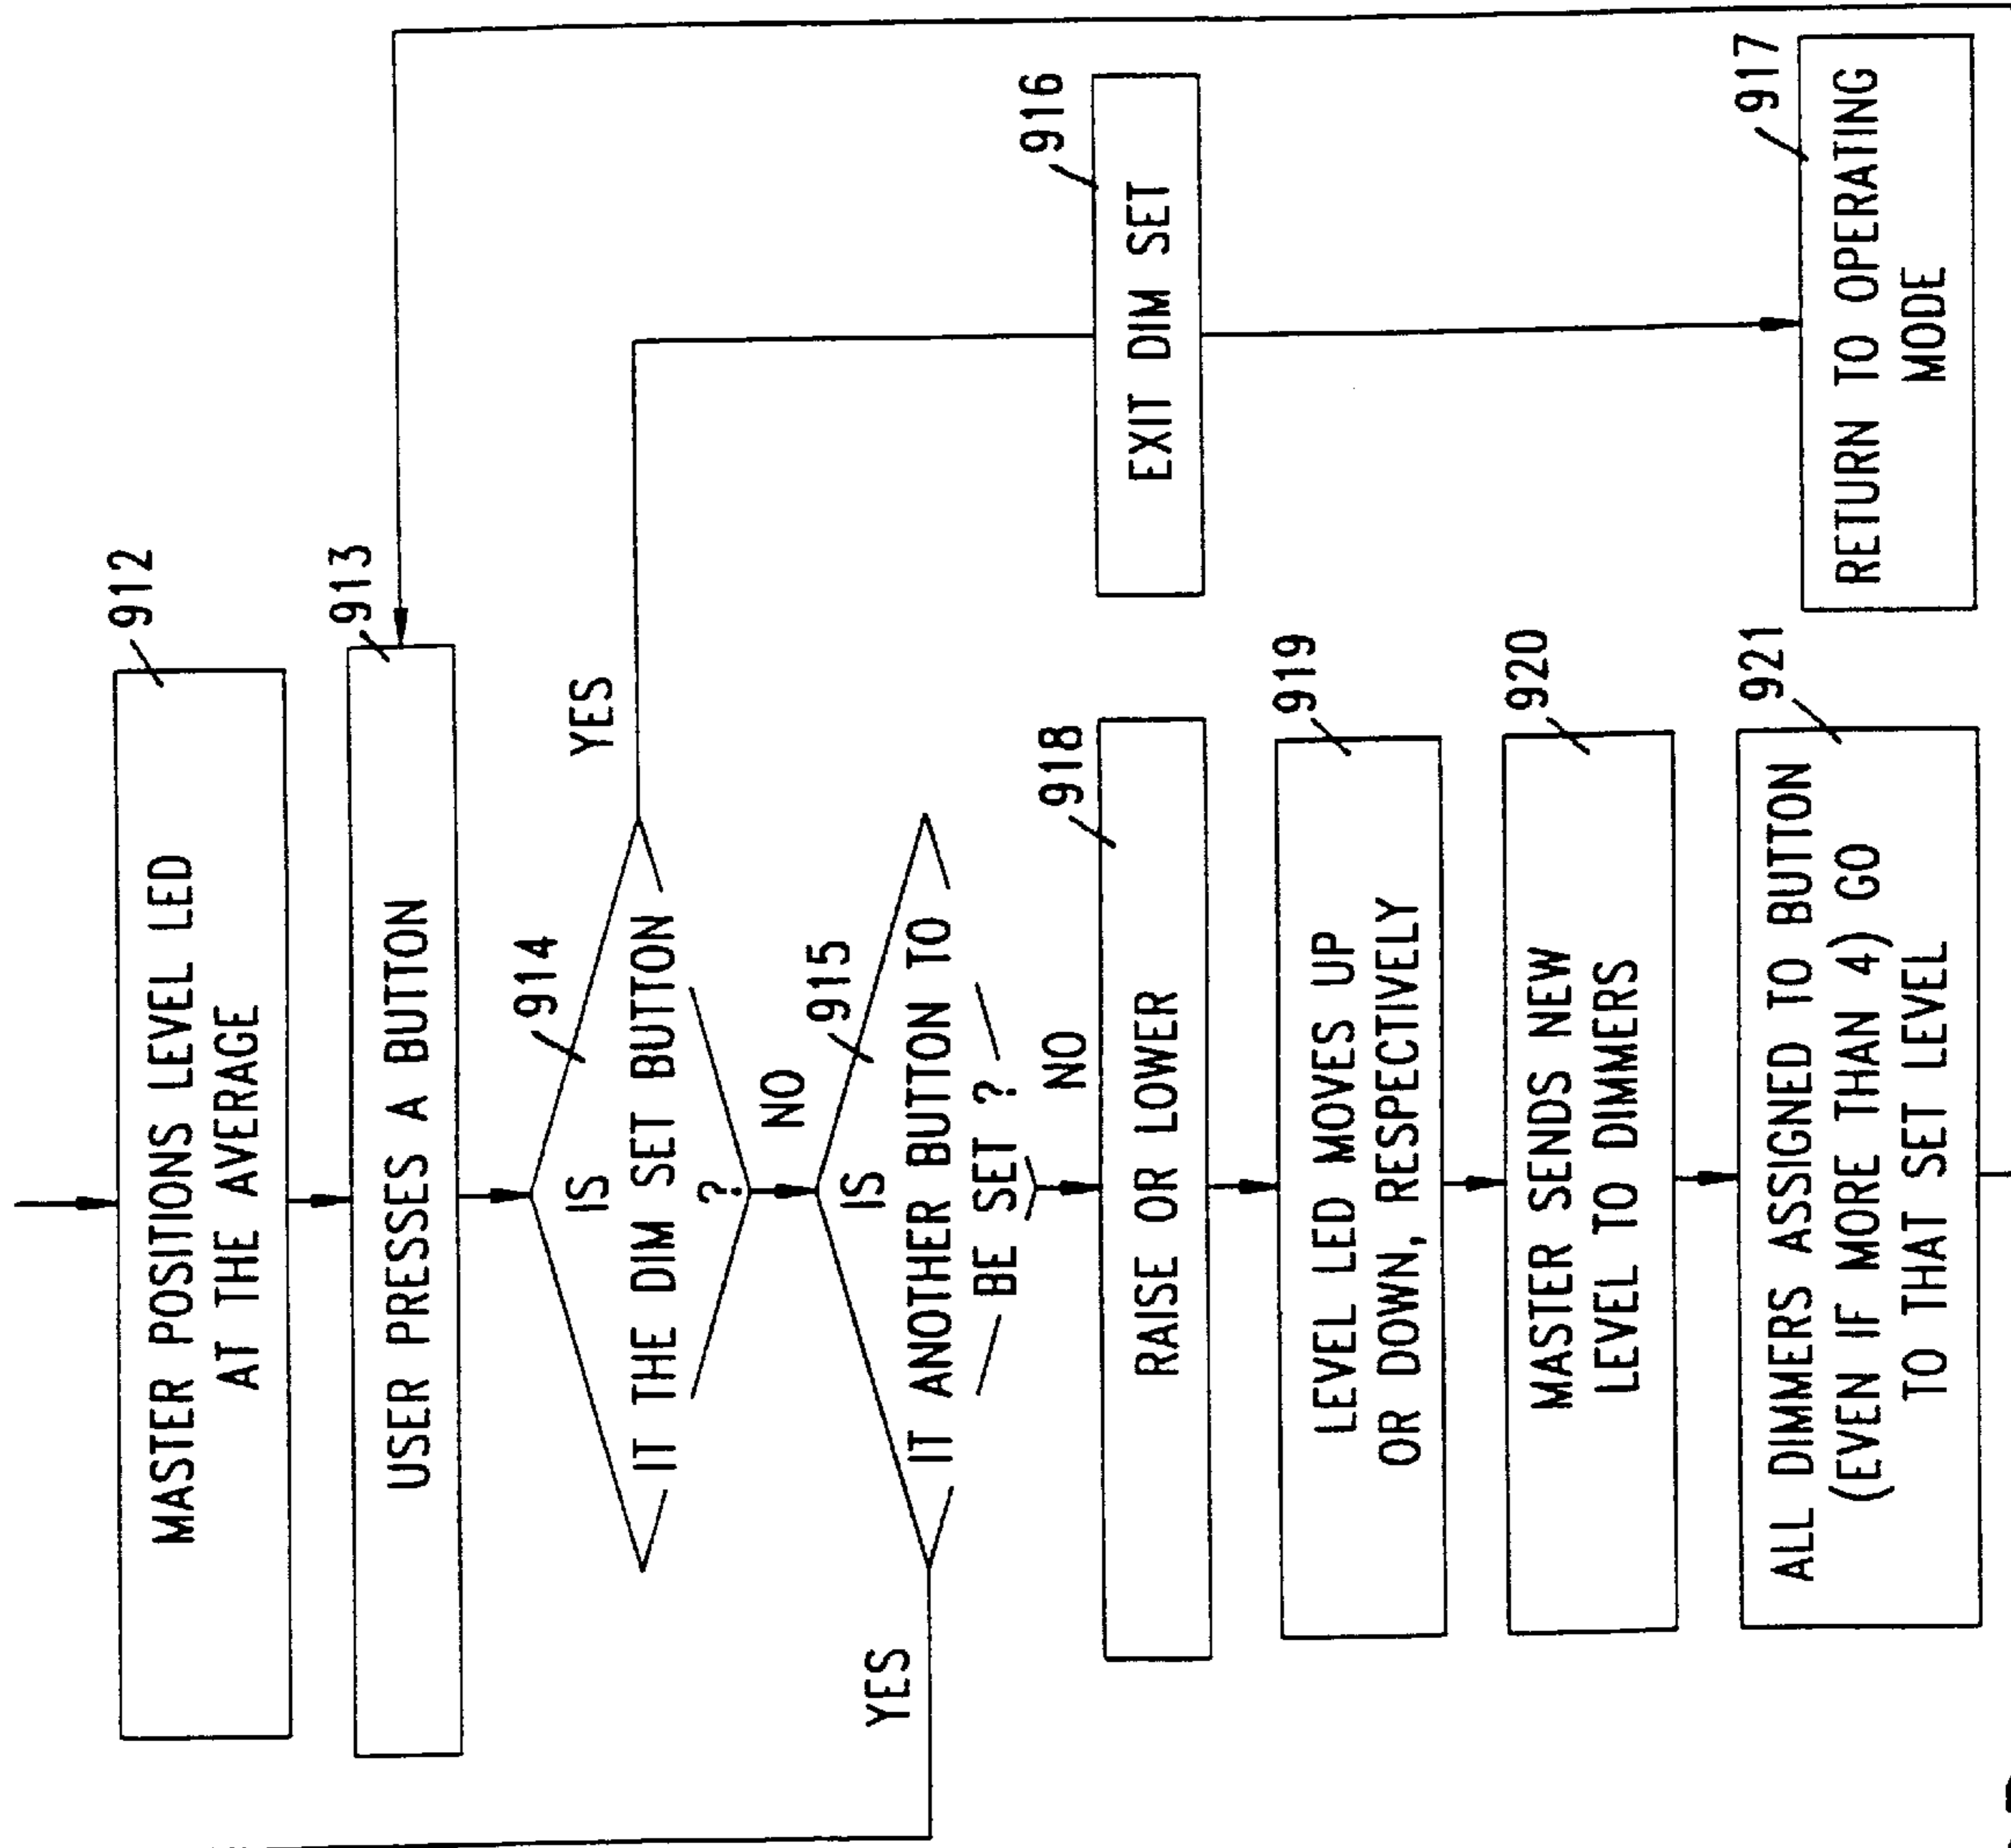 912
MASTER POSITIONS LEVEL LED
AT THE AVERAGE
913
USER PRESSES A BUTTON
914
IS
IT THE DIM SET BUTTON
?
YES
NO
915
IS
IT ANOTHER BUTTON TO
BE SET ?
YES
NO
916
EXIT DIM SET
917
RETURN TO OPERATING
MODE
918
RAISE OR LOWER
919
LEVEL LED MOVES UP
OR DOWN, RESPECTIVELY
920
MASTER SENDS NEW
LEVEL TO DIMMERS
921
ALL DIMMERS ASSIGNED TO BUTTON
(EVEN IF MORE THAN 4) GO
TO THAT SET LEVEL